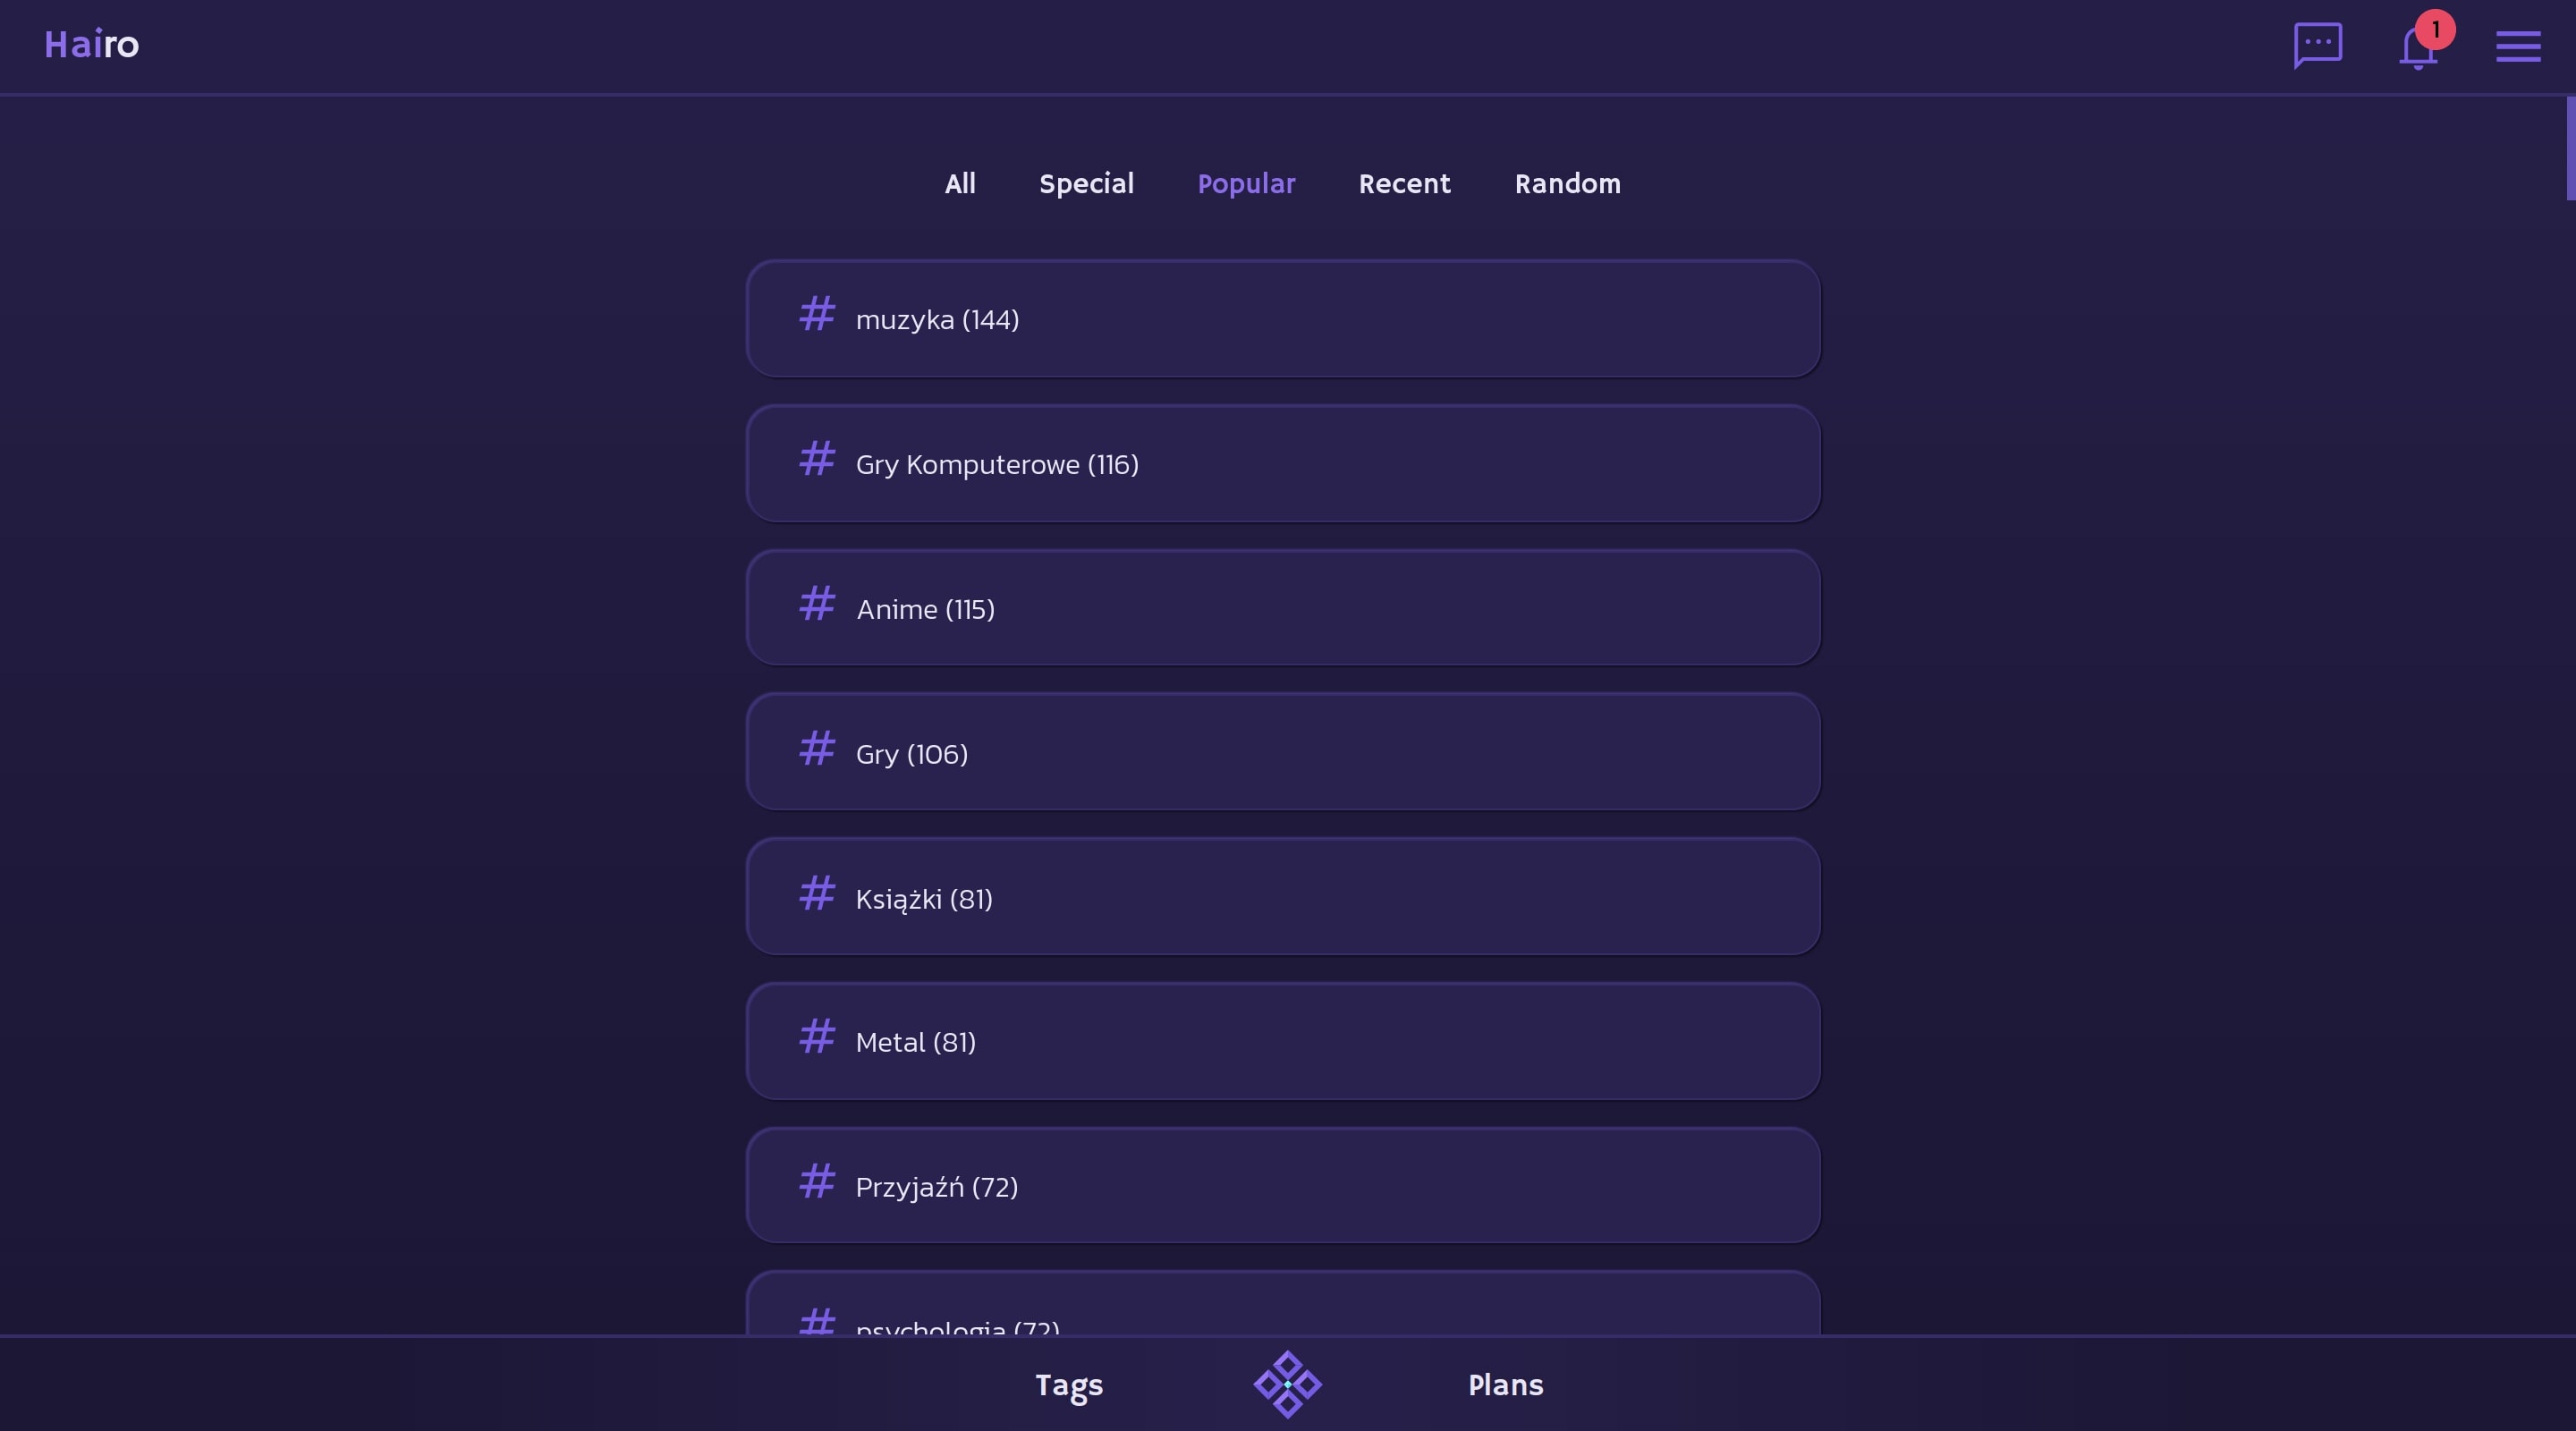 Hairo
1
All Special Popular Recent Random
# muzyka (144)
# Gry Komputerowe (116)
# Anime (115)
# Gry (106)
# Książki (81)
# Metal (81)
# Przyjaźń (72)
# psychologia (72)
Tags Plans